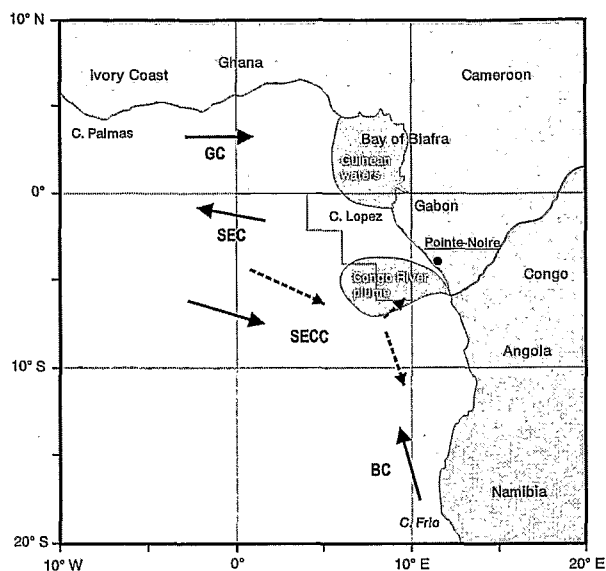 10° N
Ghana
Ivory Coast
Cameroon
C. Palmas
Bay of Biafra
GC
Guinean
waters
0°
C. Lopez
Gabon
SEC
Pointe-Noire
Congo River
plume
Congo
SECC
Angola
10° S
BC
Namibia
C. Frio
20° S
10° W
0°
10° E
20° E